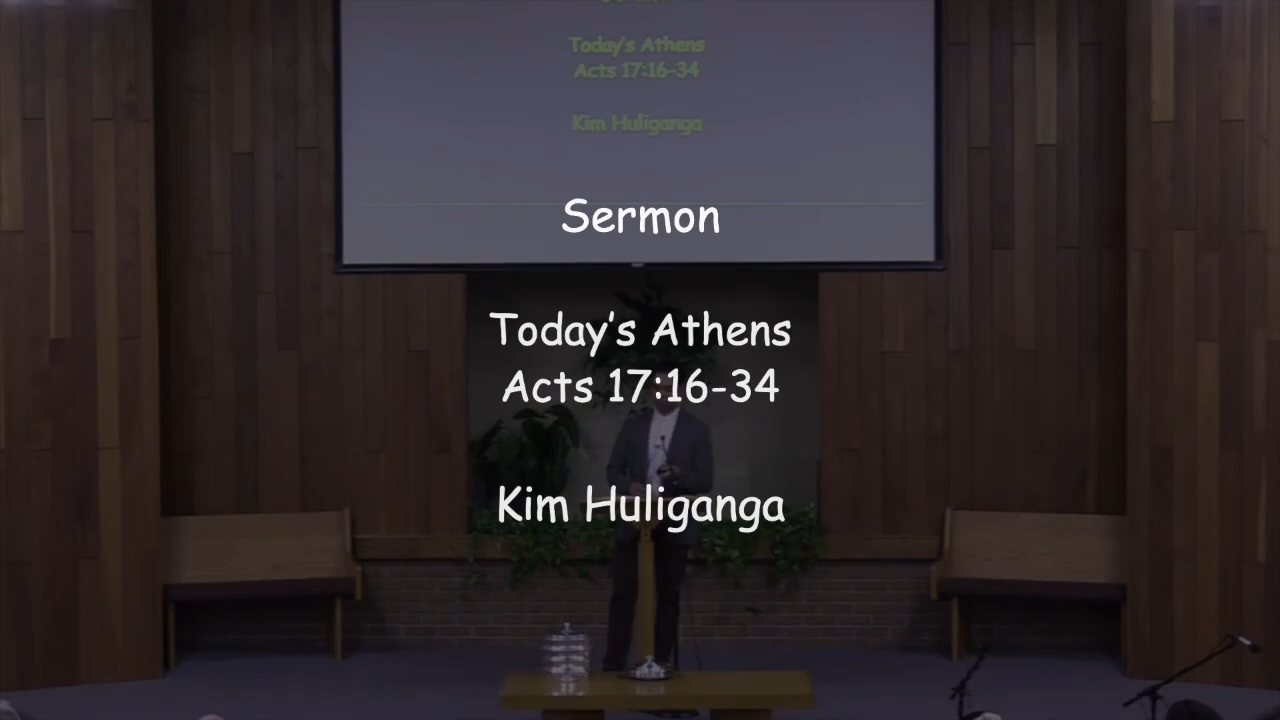 Today's Athens
Acts 17:16-34
Kim Huliganga
Sermon
Today's Athens
Acts 17:16-34
Kim Huliganga